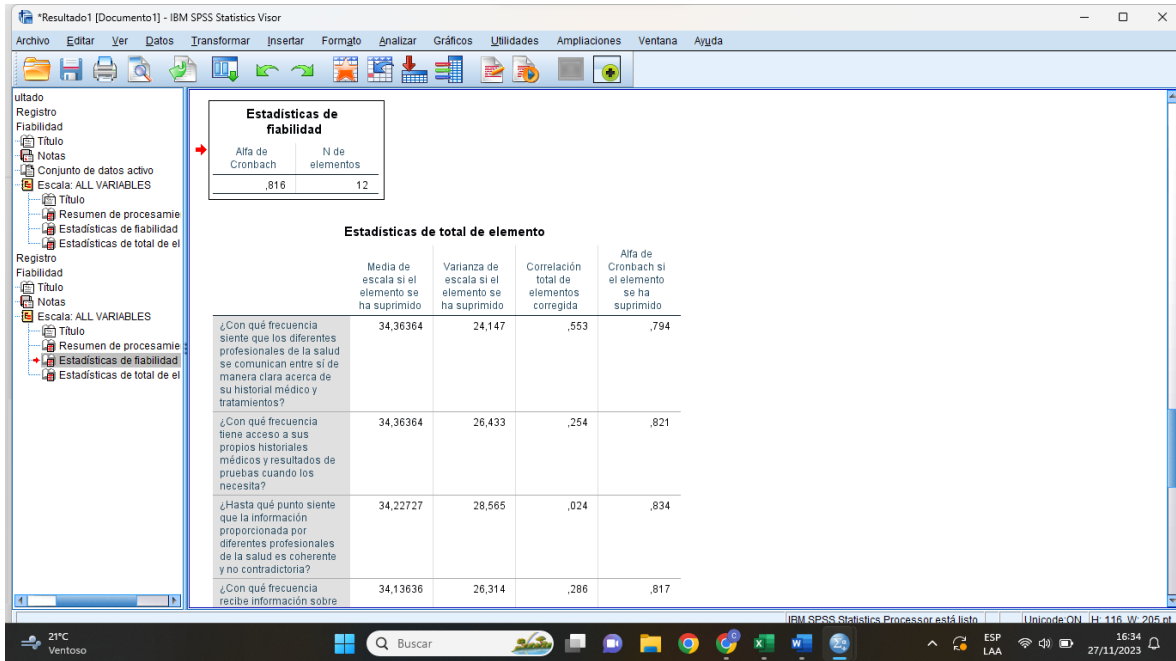 *Resultado1 [Documento1] - IBM SPSS Statistics Visor
Archivo Editar Ver Datos Transformar Insertar Formato Analizar Gráficos Utilidades Ampliaciones Ventana Ayuda
ultado
Registro
Fiabilidad
Título
Notas
Conjunto de datos activo
Escala: ALL VARIABLES
Título
Resumen de procesamie
Estadísticas de fiabilidad
Estadísticas de total de el
Registro
Fiabilidad
Título
Notas
Escala: ALL VARIABLES
Título
Resumen de procesamie
Estadísticas de fiabilidad
Estadísticas de total de el
Estadísticas de
fiabilidad
Alfa de N de
Cronbach elementos
,816 12
Estadísticas de total de elemento
Alfa de
Media de Varianza de Correlación Cronbach si
escala si el escala si el total de el elemento
elemento se elemento se elementos se ha
ha suprimido ha suprimido corregida suprimido
¿Con qué frecuencia 34,36364 24,147 ,553 ,794
siente que los diferentes
profesionales de la salud
se comunican entre sí de
manera clara acerca de
su historial médico y
tratamientos?
¿Con qué frecuencia 34,36364 26,433 ,254 ,821
tiene acceso a sus
propios historiales
médicos y resultados de
pruebas cuando los
necesita?
¿Hasta qué punto siente 34,22727 28,565 ,024 ,834
que la información
proporcionada por
diferentes profesionales
de la salud es coherente
y no contradictoria?
¿Con qué frecuencia 34,13636 26,314 ,286 ,817
recibe información sobre
IBM SPSS Statistics Processor está listo Unicode:ON H: 116, W: 205 pt.
21°C
Ventoso
Buscar
ESP
LAA
16:34
27/11/2023